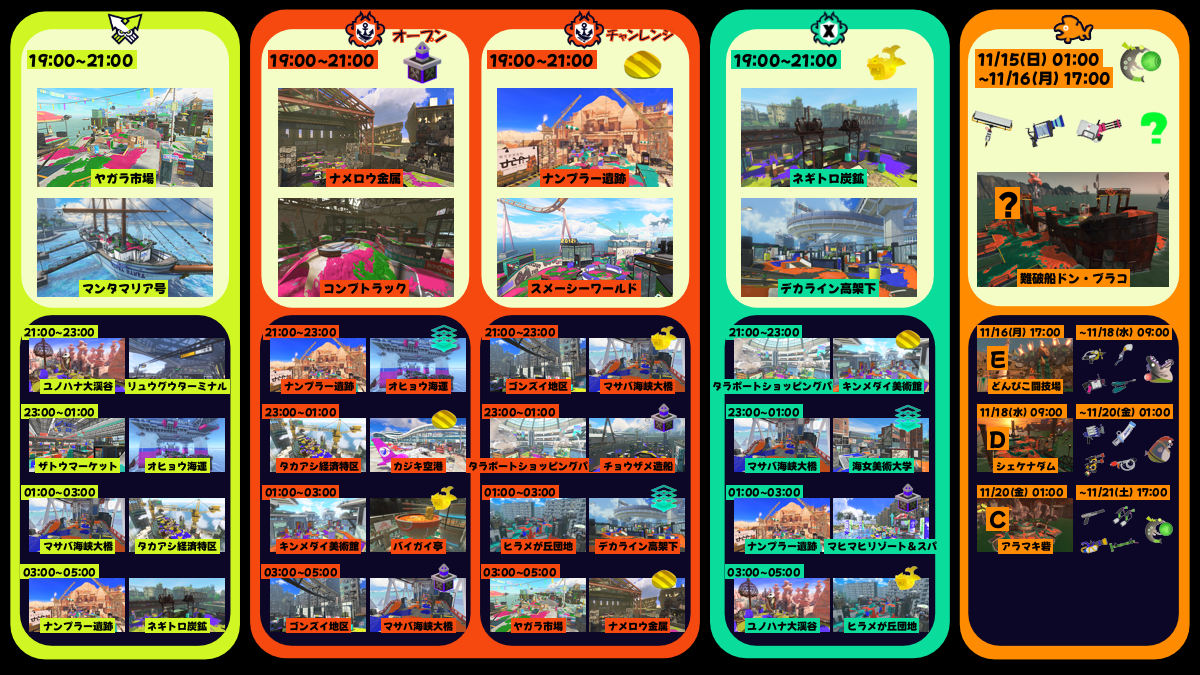 19:00~21:00
ヤガラ市場
マンタマリア号
21:00~23:00
ユノハナ大渓谷
リュウグウターミナル
23:00~01:00
ザトウマーケット
オヒョウ海運
01:00~03:00
マサバ海峡大橋
タカアシ経済特区
03:00~05:00
ナンプラー遺跡
ネギトロ炭鉱
オープン
19:00~21:00
ナメロウ金属
コンブトラック
21:00~23:00
ナンプラー遺跡
オヒョウ海運
23:00~01:00
タカアシ経済特区
カジキ空港
01:00~03:00
キンメダイ美術館
バイガイ亭
03:00~05:00
ゴンズイ地区
マサバ海峡大橋
チャンレンジ
19:00~21:00
ナンプラー遺跡
スメーシーワールド
21:00~23:00
ゴンズイ地区
マサバ海峡大橋
23:00~01:00
タラポートショッピングパ
チョウザメ造船
01:00~03:00
ヒラメが丘団地
デカライン高架下
03:00~05:00
ヤガラ市場
ナメロウ金属
X
19:00~21:00
ネギトロ炭鉱
デカライン高架下
21:00~23:00
タラポートショッピングパ
キンメダイ美術館
23:00~01:00
マサバ海峡大橋
海女美術大学
01:00~03:00
ナンプラー遺跡
マヒマヒリゾート&スパ
03:00~05:00
ユノハナ大渓谷
ヒラメが丘団地
11/15(日) 01:00
~11/16(月) 17:00
?
?
難破船ドン・ブラコ
11/16(月) 17:00
~11/18(水) 09:00
E
どんぴこ闘技場
11/18(水) 09:00
~11/20(金) 01:00
D
シェケナダム
11/20(金) 01:00
~11/21(土) 17:00
C
アラマキ砦